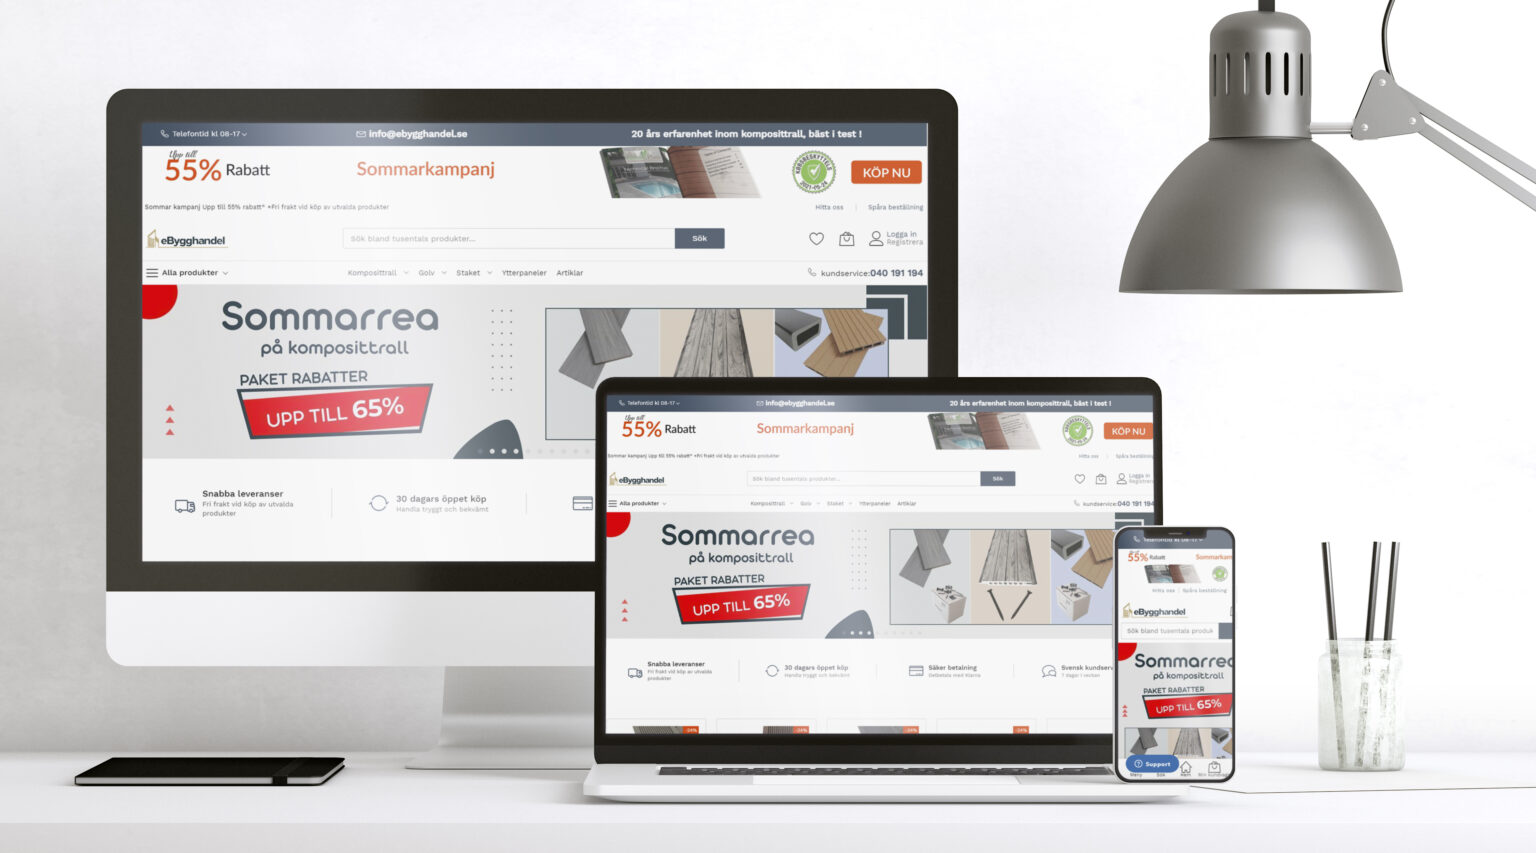 Telefontid kl 08-17
info@ebygghandel.se
20 års erfarenhet inom komposittrall, bäst i test !
Upp till
55% Rabatt
Sommarkampanj
KÖP NU
Sommar kampanj Upp till 55% rabatt* *Fri frakt vid köp av utvalda produkter
Hitta oss
Spåra beställning
eBygghandel
Sök bland tusentals produkter...
Sök
Logga in
Registrera
Alla produkter
Komposittrall
Golv
Staket
Ytterpaneler
Artiklar
kundservice:040 191 194
Sommarrea
på komposittrall
PAKET RABATTER
UPP TILL 65%
Snabba leveranser
Fri frakt vid köp av utvalda
produkter
30 dagars öppet köp
Handla tryggt och bekvämt
Telefontid kl 08-17
info@ebygghandel.se
20 års erfarenhet inom komposittrall, bäst i test !
Upp till
55% Rabatt
Sommarkampanj
KÖP NU
Sommar kampanj Upp till 55% rabatt* *Fri frakt vid köp av utvalda produkter
Hitta oss
Spåra beställning
eBygghandel
Sök bland tusentals produkter...
Sök
Logga in
Registrera
Alla produkter
Komposittrall
Golv
Staket
Ytterpaneler
Artiklar
kundservice:040 191 194
Sommarrea
på komposittrall
PAKET RABATTER
UPP TILL 65%
Snabba leveranser
Fri frakt vid köp av utvalda
produkter
30 dagars öppet köp
Handla tryggt och bekvämt
Säker betalning
Delbetala med Klarna
Svensk kundserv
7 dagar i veckan
-24%
-24%
-24%
-24%
Telefontid kl 08-17
55% Rabatt
Sommarkam
Hitta oss
Spåra beställning
eBygghandel
Sök bland tusentals produk
Sommarrea
på komposittrall
PAKET RABATTER
UPP TILL 65%
Support
Meny
Sök
Hem